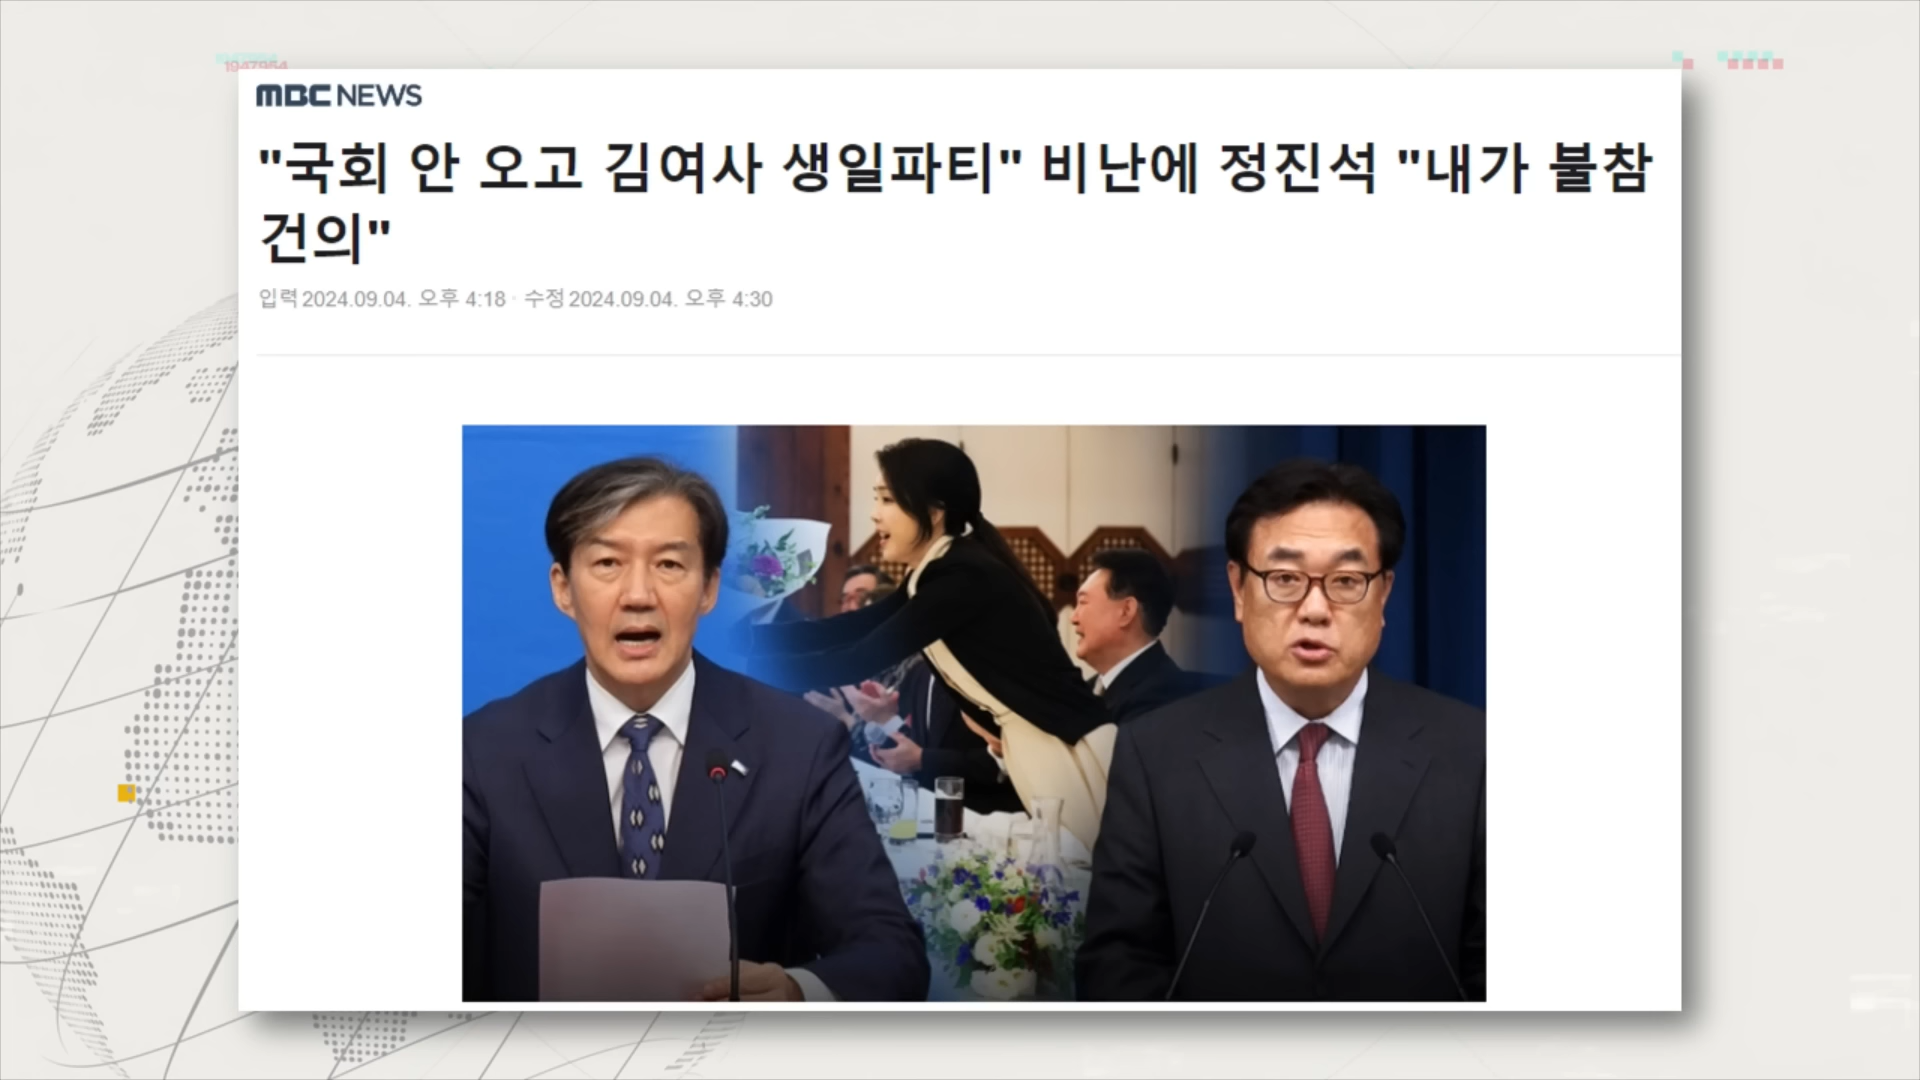 1947954
MBC NEWS
"국회 안 오고 김여사 생일파티" 비난에 정진석 "내가 불참
건의"
입력 2024.09.04. 오후 4:18 · 수정 2024.09.04. 오후 4:30